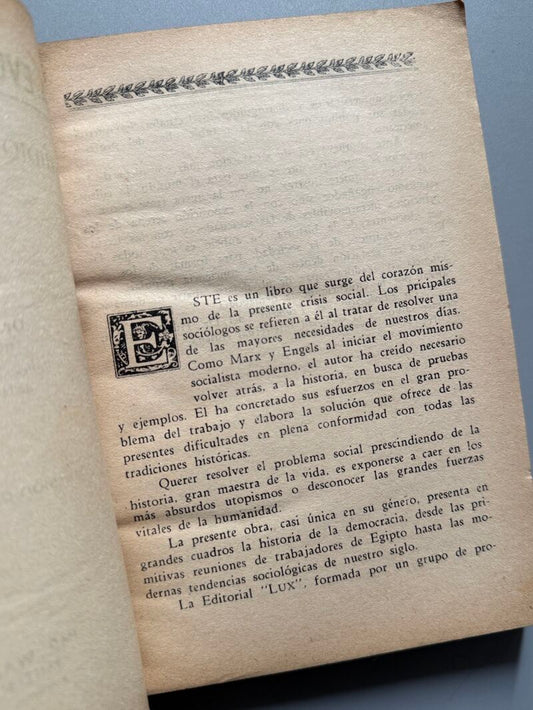 ESTE es un libro que surge del corazón mis-
mo de la presente crisis social. Los pricipales
sociólogos se refieren a él al tratar de resolver una
de las mayores necesidades de nuestros días.
Como Marx y Engels al iniciar el movimiento
socialista moderno, el autor ha creído necesario
volver atrás, a la historia, en busca de pruebas
y ejemplos. El ha concretado sus esfuerzos en el gran pro-
blema del trabajo y elabora la solución que ofrece de las
presentes dificultades en plena conformidad con todas las
tradiciones históricas.
Querer resolver el problema social prescindiendo de la
historia, gran maestra de la vida, es exponerse a caer en los
más absurdos utopismos o desconocer las grandes fuerzas
vitales de la humanidad.
La presente obra, casi única en su género, presenta en
grandes cuadros la historia de la democracia, desde las pri-
mitivas reuniones de trabajadores de Egipto hasta las mo-
dernas tendencias sociológicas de nuestro siglo.
La Editorial "LUX", formada por un grupo de pro-